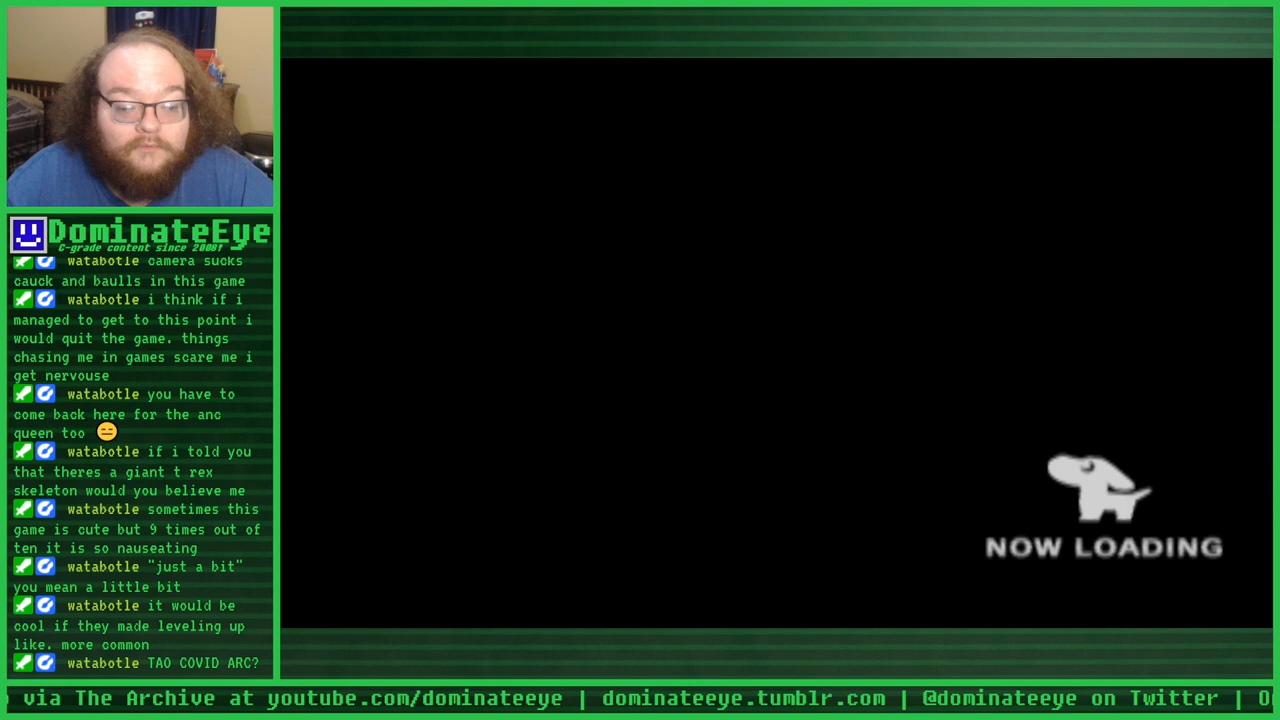 DominateEye
C-grade content since 2008!
watabotle camera sucks
cauck and baulls in this game
watabotle i think if i
managed to get to this point i
would quit the game. things
chasing me in games scare me i
get nervouse
watabotle you have to
come back here for the anc
queen too
watabotle if i told you
that theres a giant t rex
skeleton would you believe me
watabotle sometimes this
game is cute but 9 times out of
ten it is so nauseating
watabotle "just a bit"
you mean a little bit
watabotle it would be
cool if they made leveling up
like. more common
watabotle TAO COVID ARC?
NOW LOADING
via The Archive at youtube.com/dominateeye | dominateeye.tumblr.com | @dominateeye on Twitter |